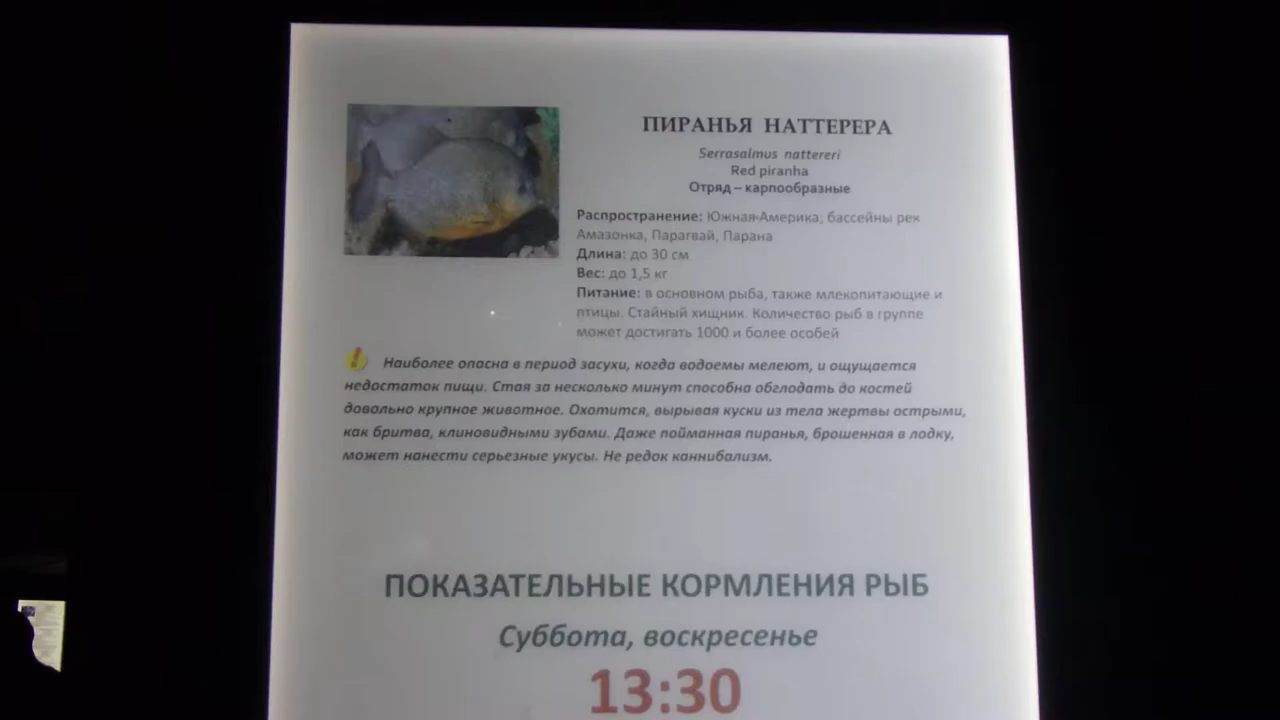 ПИРАНЬЯ НАТТЕРЕРА
Serrasalmus nattereri
Red piranha
Отряд – карпообразные
Распространение: Южная Америка; бассейны рек
Амазонка, Парагвай, Парана
Длина: до 30 см
Вес: до 1,5 кг
Питание: в основном рыба, также млекопитающие и
птицы. Стайный хищник. Количество рыб в группе
может достигать 1000 и более особей
Наиболее опасна в период засухи, когда водоемы мелеют, и ощущается
недостаток пищи. Стая за несколько минут способна обглодать до костей
довольно крупное животное. Охотится, вырывая куски из тела жертвы острыми,
как бритва, клиновидными зубами. Даже пойманная пиранья, брошенная в лодку,
может нанести серьезные укусы. Не редок каннибализм.
ПОКАЗАТЕЛЬНЫЕ КОРМЛЕНИЯ РЫБ
Суббота, воскресенье
13:30